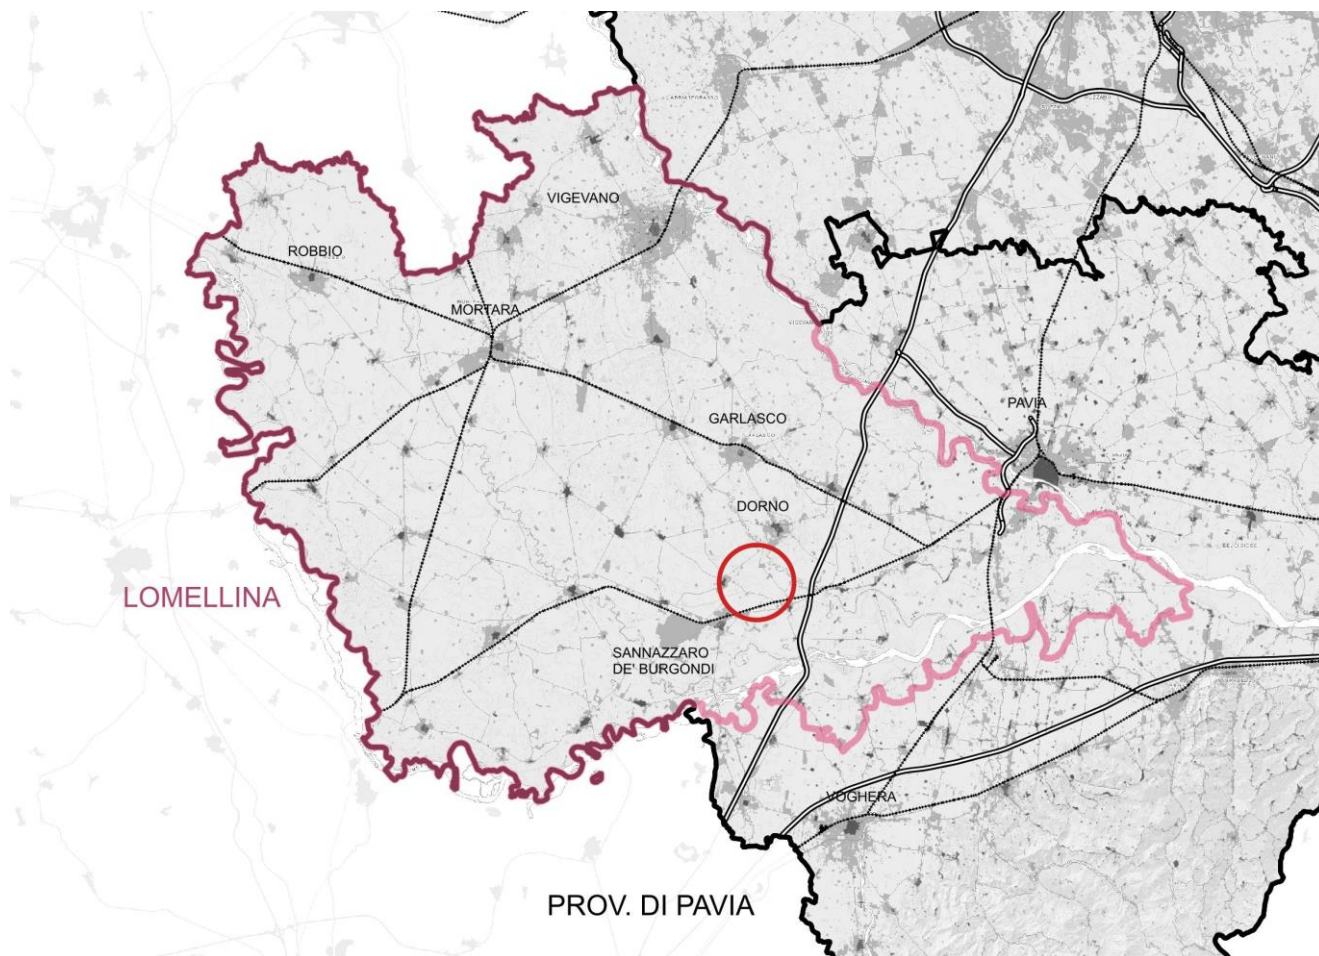 VIGEVANO
ROBBIO
MORTARA
GARLASCO
PAVIA
DORNO
LOMELLINA
SANNAZZARO
DE' BURGONDI
VOGHERA
PROV. DI PAVIA